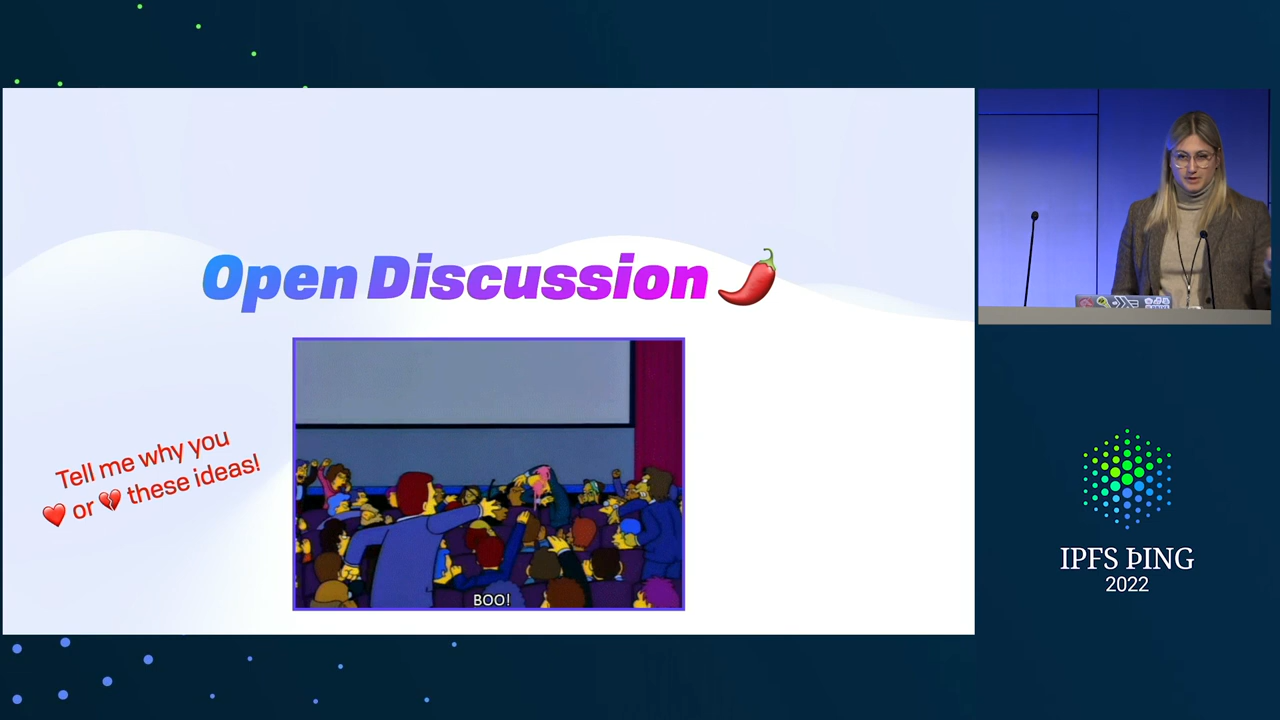 Open Discussion 🌶️
Tell me why you
❤️ or 💔 these ideas!
BOO!
IPFS ÞING
2022